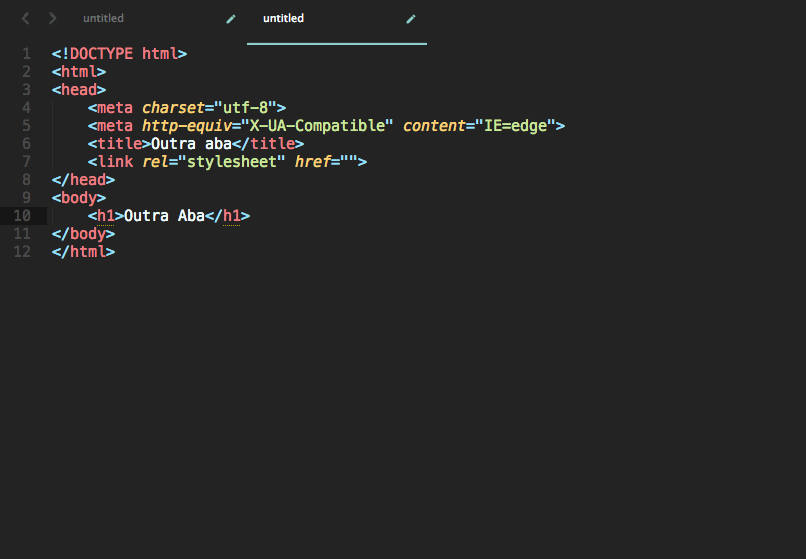 untitled untitled
1 <!DOCTYPE html>
2 <html>
3 <head>
4     <meta charset="utf-8">
5     <meta http-equiv="X-UA-Compatible" content="IE=edge">
6     <title>Outra aba</title>
7     <link rel="stylesheet" href="">
8 </head>
9 <body>
10     <h1>Outra Aba</h1>
11 </body>
12 </html>